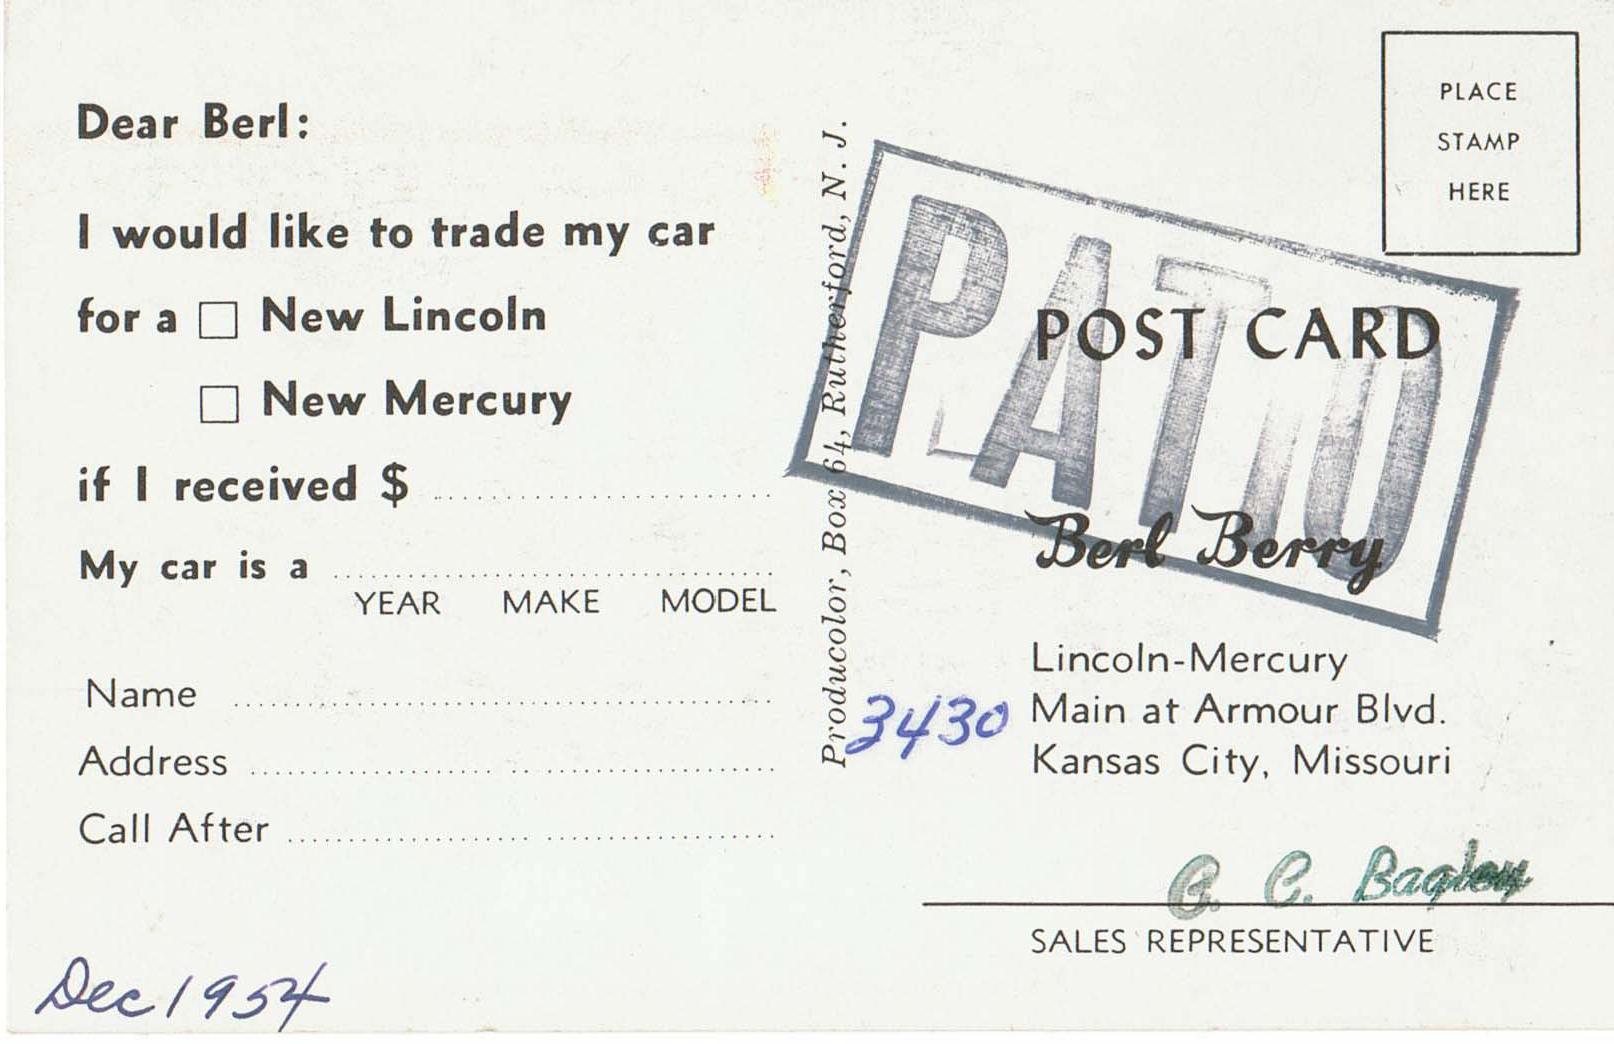 Dear Berl:
I would like to trade my car
for a □ New Lincoln
□ New Mercury
if I received $
My car is a
YEAR MAKE MODEL
Name
Address
Call After
Dec 1954
Producolor, Box 64, Rutherford, N. J.
PLACE
STAMP
HERE
PATIO
POST CARD
Berl Berry
Lincoln-Mercury
3430 Main at Armour Blvd.
Kansas City, Missouri
C. Bagley
SALES REPRESENTATIVE